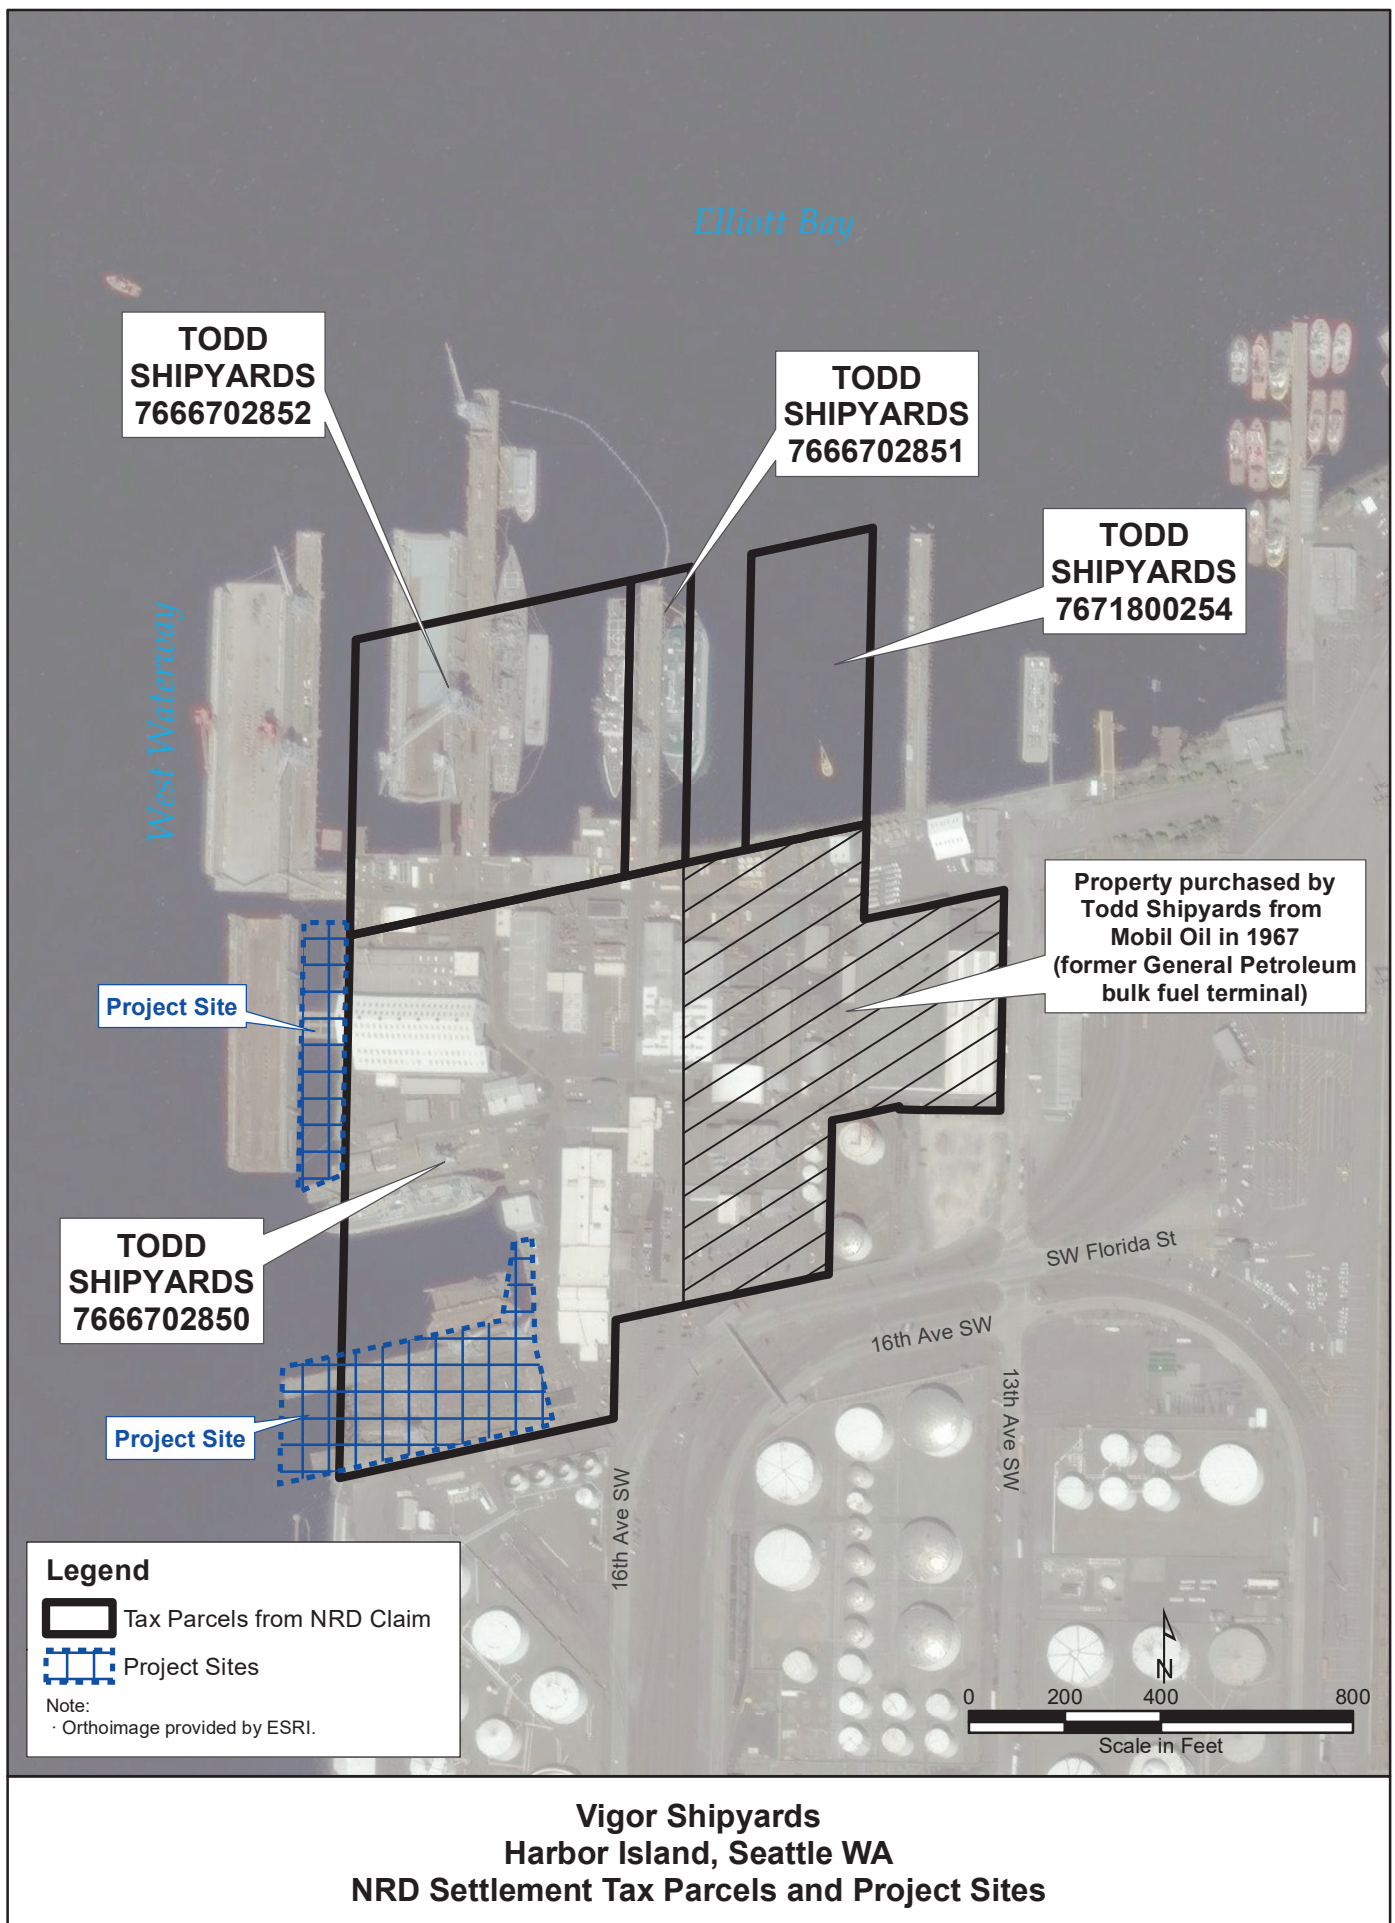 Elliott Bay
TODD
SHIPYARDS
7666702852
TODD
SHIPYARDS
7666702851
TODD
SHIPYARDS
7671800254
West Waterway
Property purchased by
Todd Shipyards from
Mobil Oil in 1967
(former General Petroleum
bulk fuel terminal)
Project Site
TODD
SHIPYARDS
7666702850
SW Florida St
16th Ave SW
13th Ave SW
Project Site
16th Ave SW
Legend
Tax Parcels from NRD Claim
Project Sites
Note:
· Orthoimage provided by ESRI.
N
0 200 400 800
Scale in Feet
Vigor Shipyards
Harbor Island, Seattle WA
NRD Settlement Tax Parcels and Project Sites